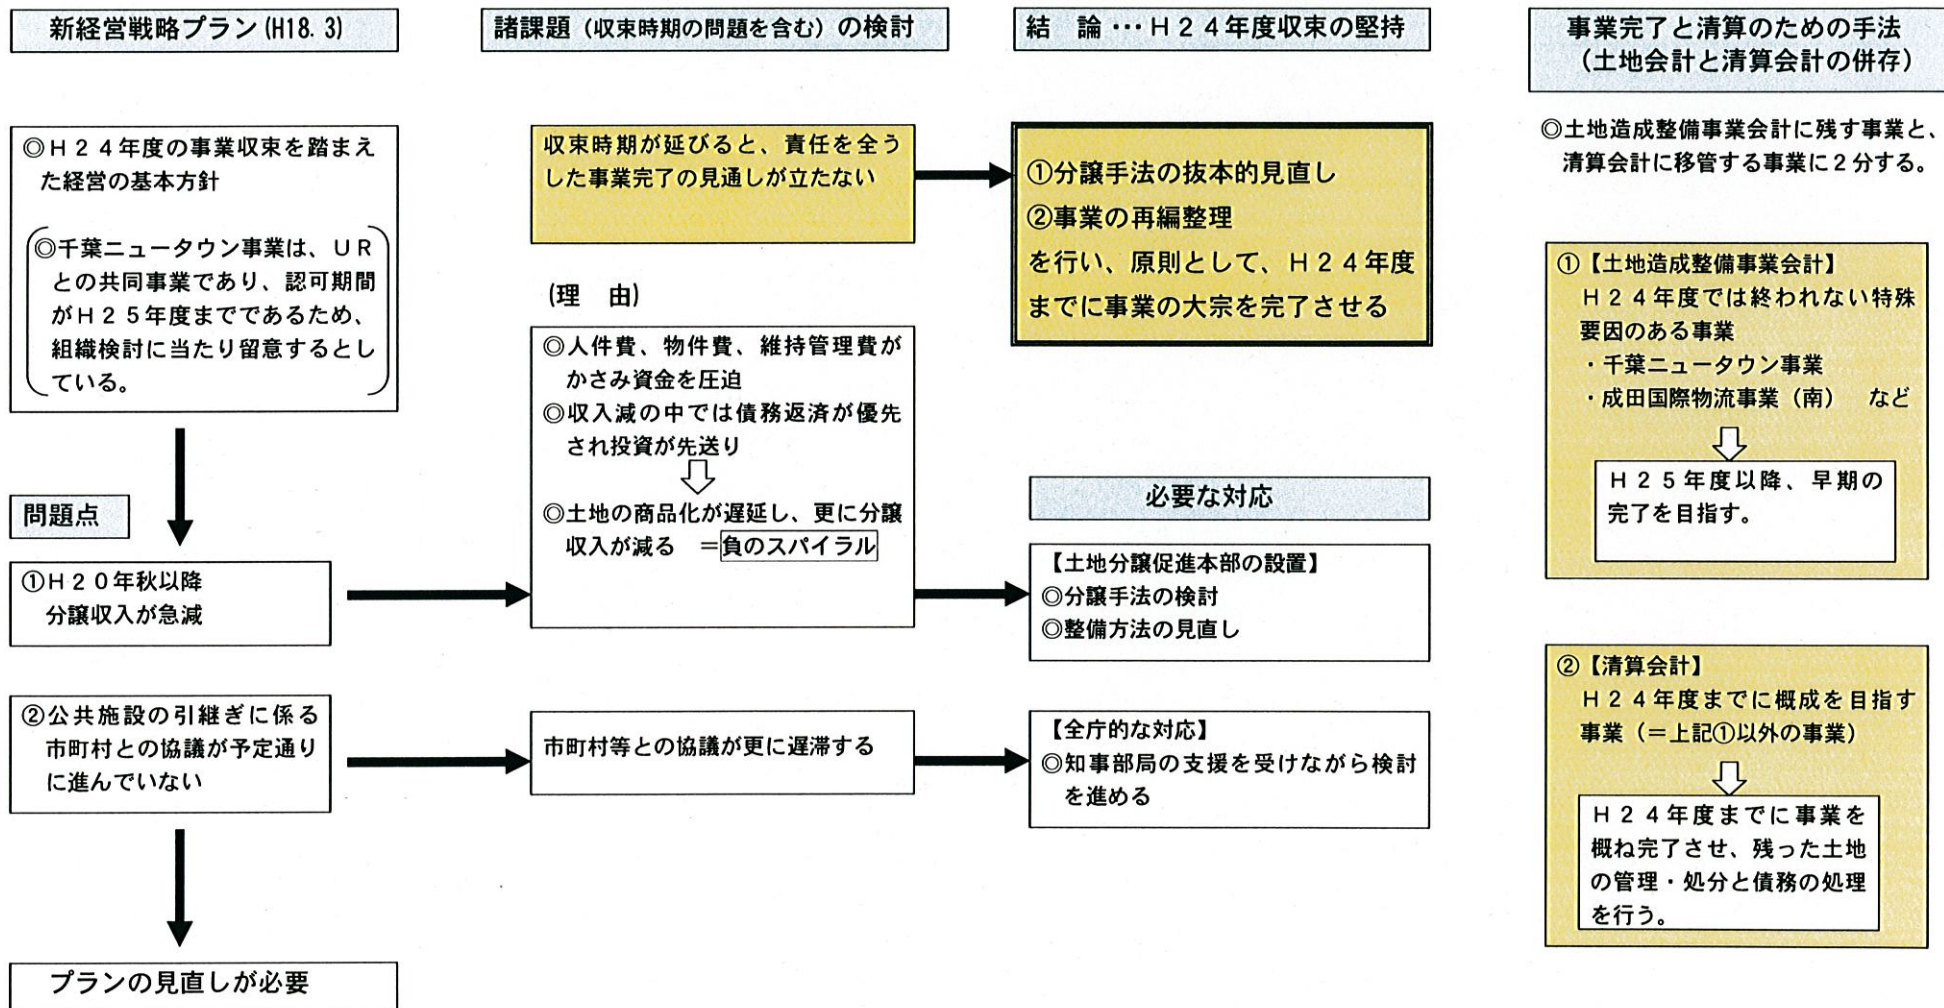 新経営戦略プラン(H18.3)
◎H24年度の事業収束を踏まえ
た経営の基本方針
◎千葉ニュータウン事業は、UR
との共同事業であり、認可期間
がH25年度までであるため、
組織検討に当たり留意するとし
ている。
問題点
①H20年秋以降
分譲収入が急減
②公共施設の引継ぎに係る
市町村との協議が予定通り
に進んでいない
プランの見直しが必要
諸課題(収束時期の問題を含む)の検討
収束時期が延びると、責任を全う
した事業完了の見通しが立たない
(理 由)
◎人件費、物件費、維持管理費が
かさみ資金を圧迫
◎収入減の中では債務返済が優先
され投資が先送り
◎土地の商品化が遅延し、更に分譲
収入が減る =負のスパイラル
市町村等との協議が更に遅滞する
結 論…H24年度収束の堅持
①分譲手法の抜本的見直し
②事業の再編整理
を行い、原則として、H24年度
までに事業の大宗を完了させる
必要な対応
【土地分譲促進本部の設置】
◎分譲手法の検討
◎整備方法の見直し
【全庁的な対応】
◎知事部局の支援を受けながら検討
を進める
事業完了と清算のための手法
(土地会計と清算会計の併存)
◎土地造成整備事業会計に残す事業と、
清算会計に移管する事業に2分する。
①【土地造成整備事業会計】
H24年度では終われない特殊
要因のある事業
・千葉ニュータウン事業
・成田国際物流事業(南) など
H25年度以降、早期の
完了を目指す。
②【清算会計】
H24年度までに概成を目指す
事業(=上記①以外の事業)
H24年度までに事業を
概ね完了させ、残った土地
の管理・処分と債務の処理
を行う。